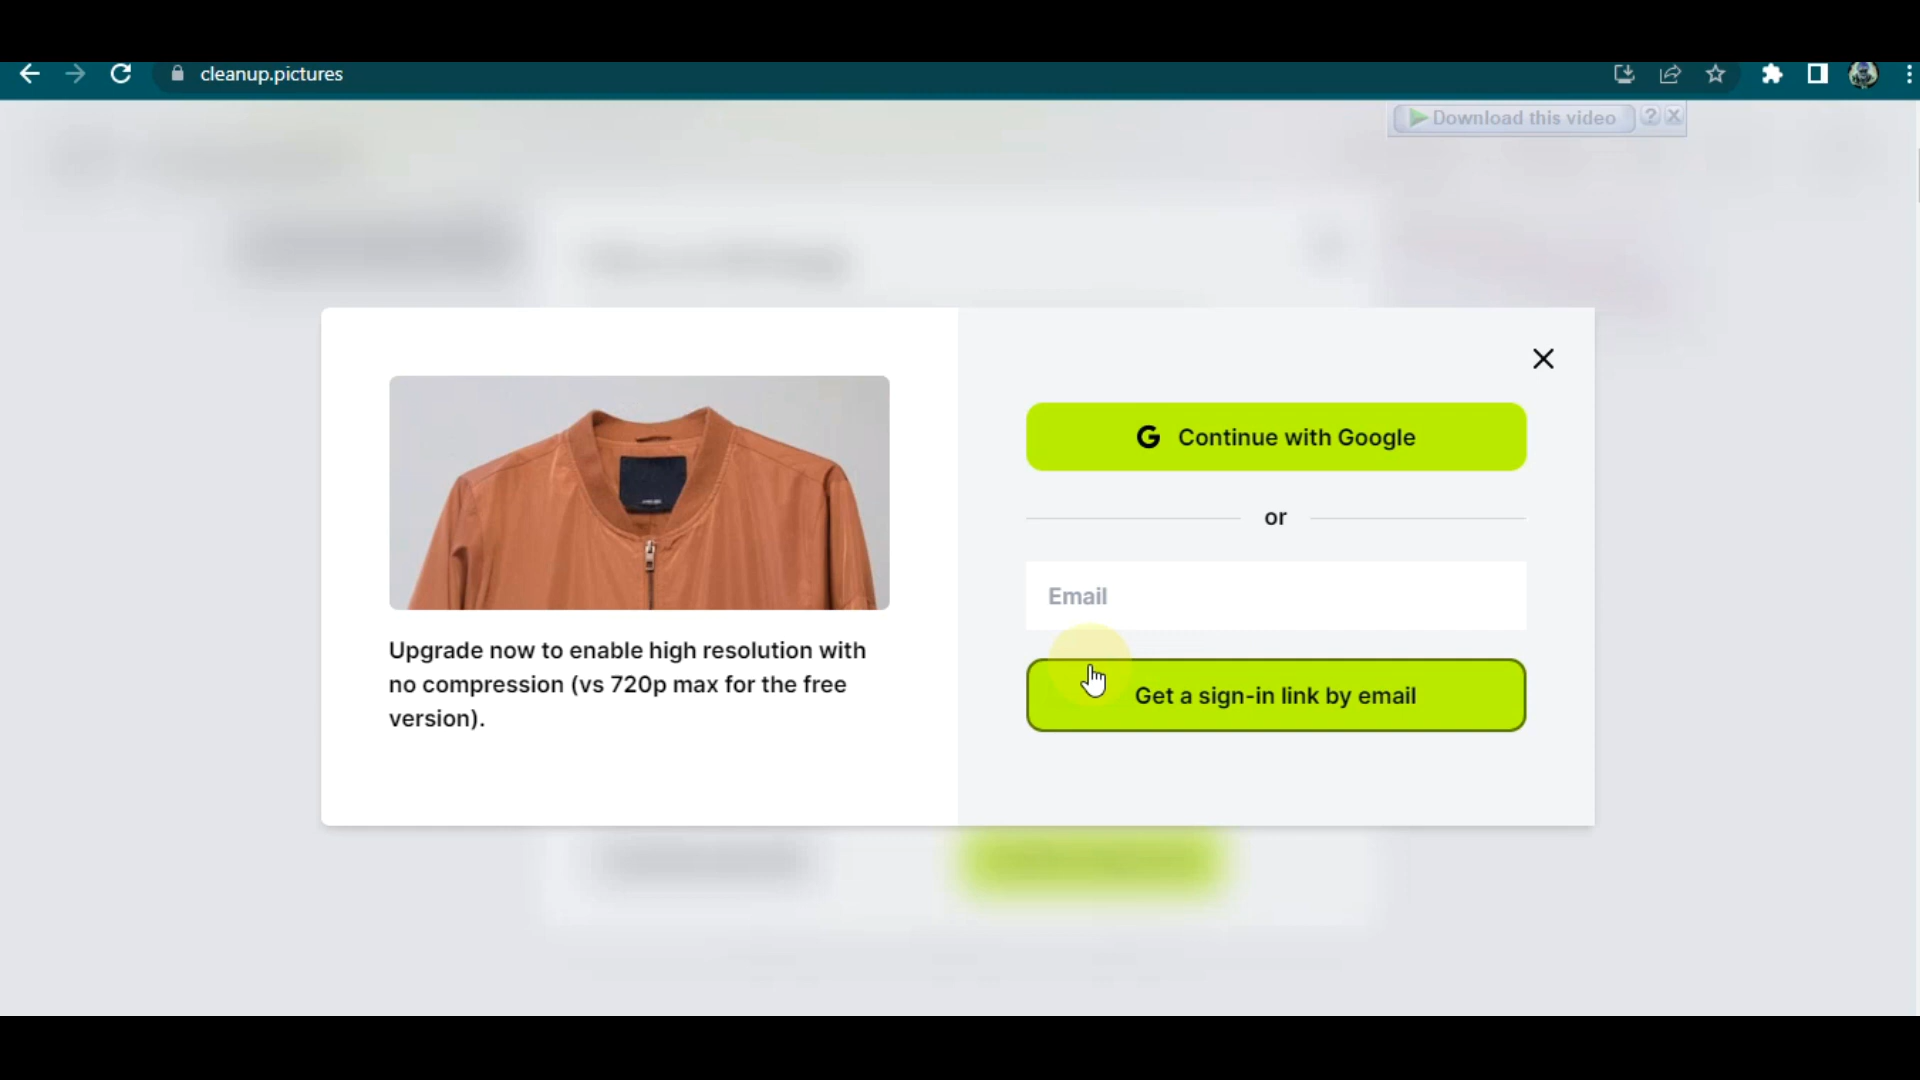 cleanup.pictures
Download this video
?
Continue with Google
or
Email
Get a sign-in link by email
Upgrade now to enable high resolution with
no compression (vs 720p max for the free
version).